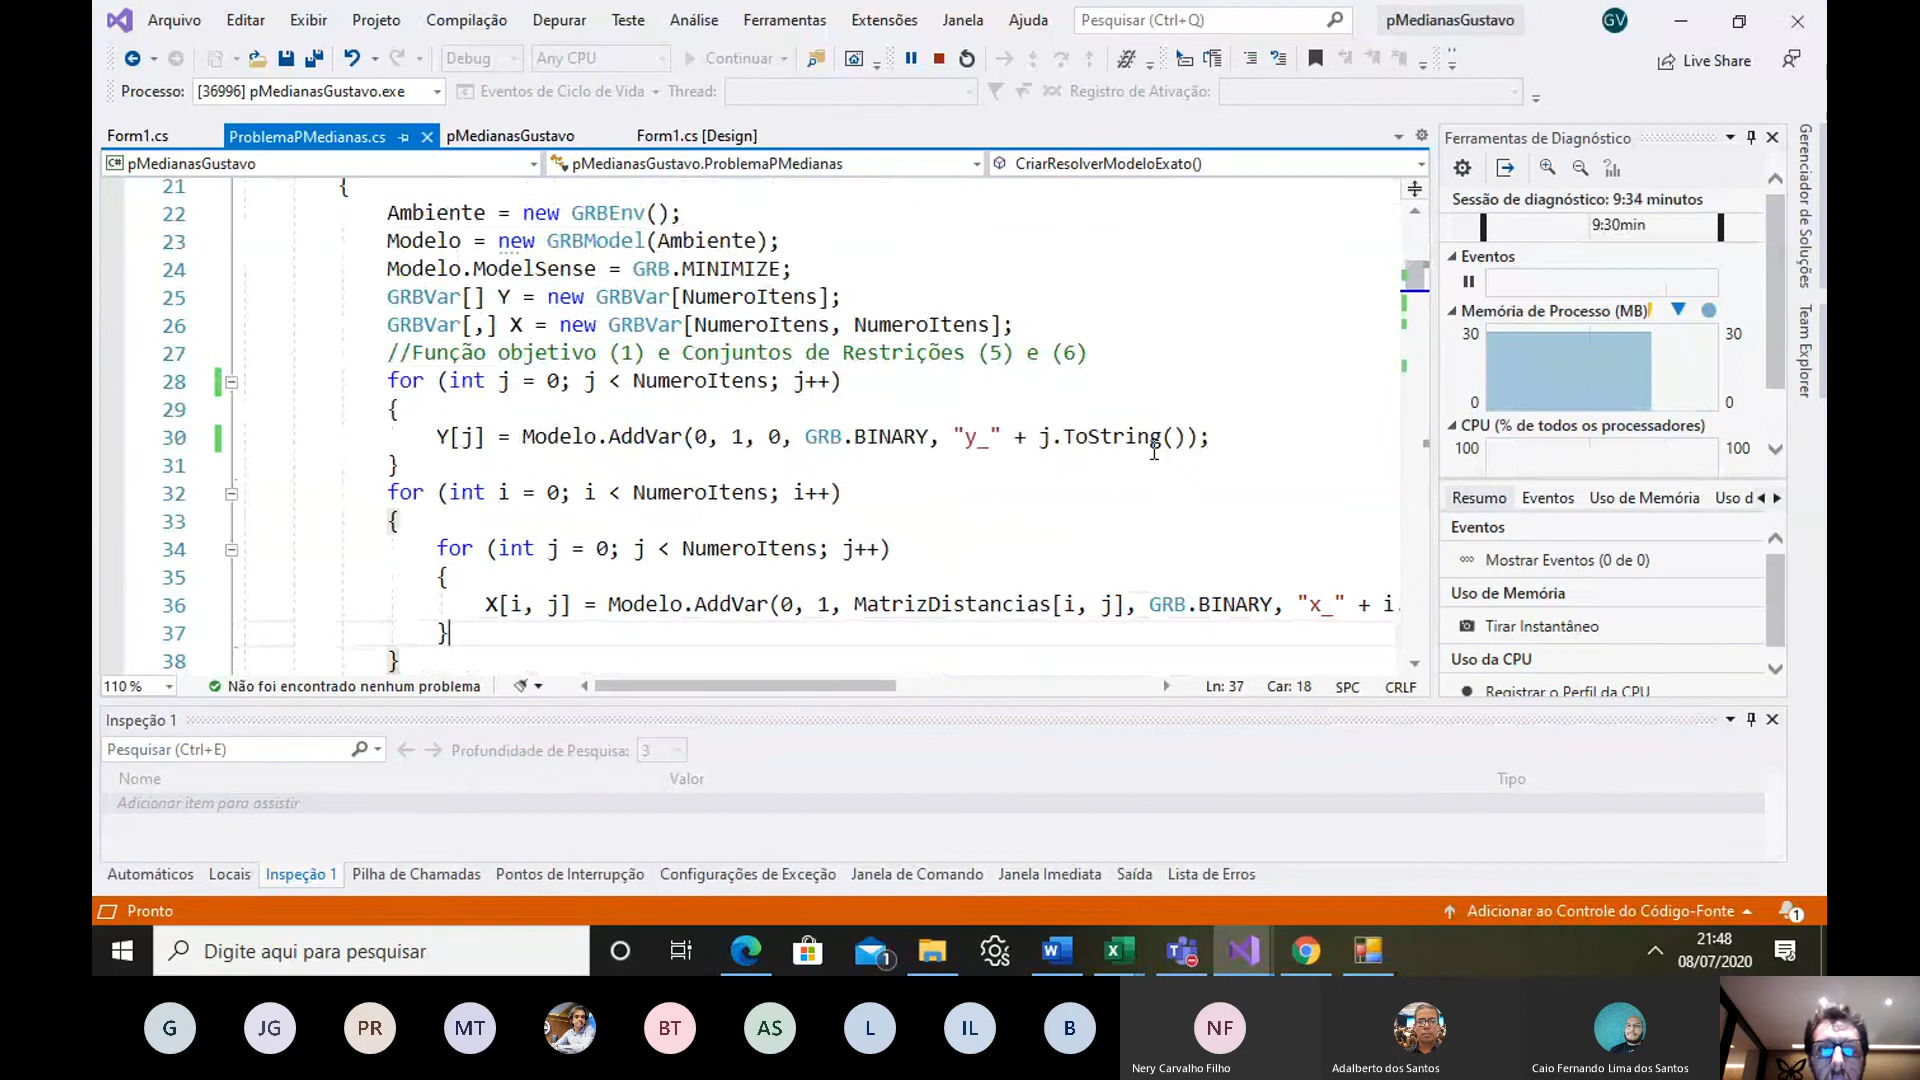 Arquivo Editar Exibir Projeto Compilação Depurar Teste Análise Ferramentas Extensões Janela Ajuda Pesquisar (Ctrl+Q) pMedianasGustavo GV
Debug Any CPU Continuar Live Share
Processo: [36996] pMedianasGustavo.exe Eventos de Ciclo de Vida Thread: Registro de Ativação:
Form1.cs ProblemaPMedianas.cs pMedianasGustavo Form1.cs [Design]
C# pMedianasGustavo pMedianasGustavo.ProblemaPMedianas CriarResolverModeloExato()
21 {
22 Ambiente = new GRBEnv();
23 Modelo = new GRBModel(Ambiente);
24 Modelo.ModelSense = GRB.MINIMIZE;
25 GRBVar[] Y = new GRBVar[NumeroItens];
26 GRBVar[,] X = new GRBVar[NumeroItens, NumeroItens];
27 //Função objetivo (1) e Conjuntos de Restrições (5) e (6)
28 for (int j = 0; j < NumeroItens; j++)
29 {
30 Y[j] = Modelo.AddVar(0, 1, 0, GRB.BINARY, "y_" + j.ToString());
31 }
32 for (int i = 0; i < NumeroItens; i++)
33 {
34 for (int j = 0; j < NumeroItens; j++)
35 {
36 X[i, j] = Modelo.AddVar(0, 1, MatrizDistancias[i, j], GRB.BINARY, "x_" + i.
37 }
38 }
110 % Não foi encontrado nenhum problema Ln: 37 Car: 18 SPC CRLF
Ferramentas de Diagnóstico
Sessão de diagnóstico: 9:34 minutos
9:30min
Eventos
Memória de Processo (MB)
30 30
0 0
CPU (% de todos os processadores)
100 100
Resumo Eventos Uso de Memória Uso d
Eventos
Mostrar Eventos (0 de 0)
Uso de Memória
Tirar Instantâneo
Uso da CPU
Registrar o Perfil da CPU
Gerenciador de Soluções
Team Explorer
Inspeção 1
Pesquisar (Ctrl+E) Profundidade de Pesquisa: 3
Nome Valor Tipo
Adicionar item para assistir
Automáticos Locais Inspeção 1 Pilha de Chamadas Pontos de Interrupção Configurações de Exceção Janela de Comando Janela Imediata Saída Lista de Erros
Pronto Adicionar ao Controle do Código-Fonte 1
Digite aqui para pesquisar 1 21:48
08/07/2020
G JG PR MT BT AS L IL B NF
Nery Carvalho Filho Adalberto dos Santos Caio Fernando Lima dos Santos